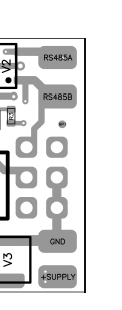 V2
RS485A
RS485B
GND
V3
+SUPPLY